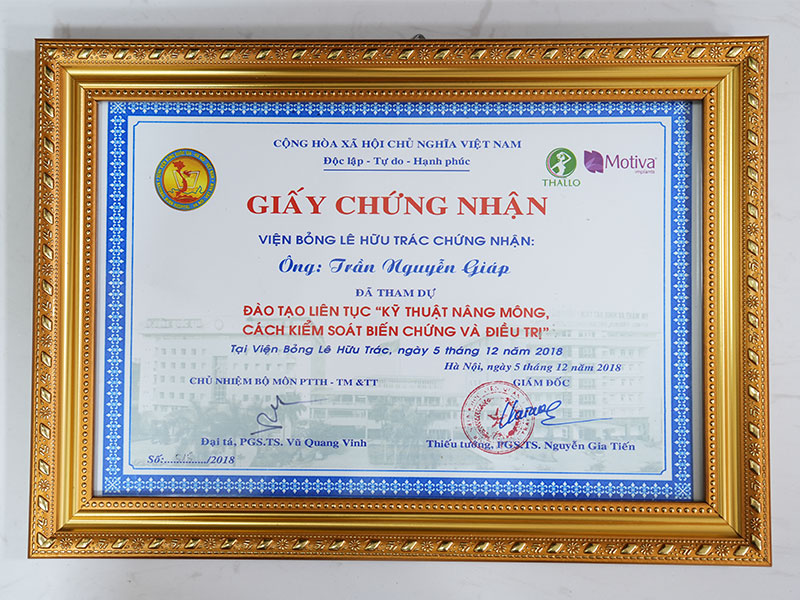 CỘNG HÒA XÃ HỘI CHỦ NGHĨA VIỆT NAM
Độc lập - Tự do - Hạnh phúc
THALLO
Motiva
implants
GIẤY CHỨNG NHẬN
VIỆN BỎNG LÊ HỮU TRÁC CHỨNG NHẬN:
Ông: Trần Nguyễn Giáp
ĐÃ THAM DỰ
ĐÀO TẠO LIÊN TỤC “KỸ THUẬT NÂNG MÔNG,
CÁCH KIỂM SOÁT BIẾN CHỨNG VÀ ĐIỀU TRỊ”
Tại Viện Bỏng Lê Hữu Trác, ngày 5 tháng 12 năm 2018
Hà Nội, ngày 5 tháng 12 năm 2018
CHỦ NHIỆM BỘ MÔN PTTH - TM &TT
GIÁM ĐỐC
Đại tá, PGS.TS. Vũ Quang Vinh
Thiếu tướng, PGS.TS. Nguyễn Gia Tiến
Số:............/2018